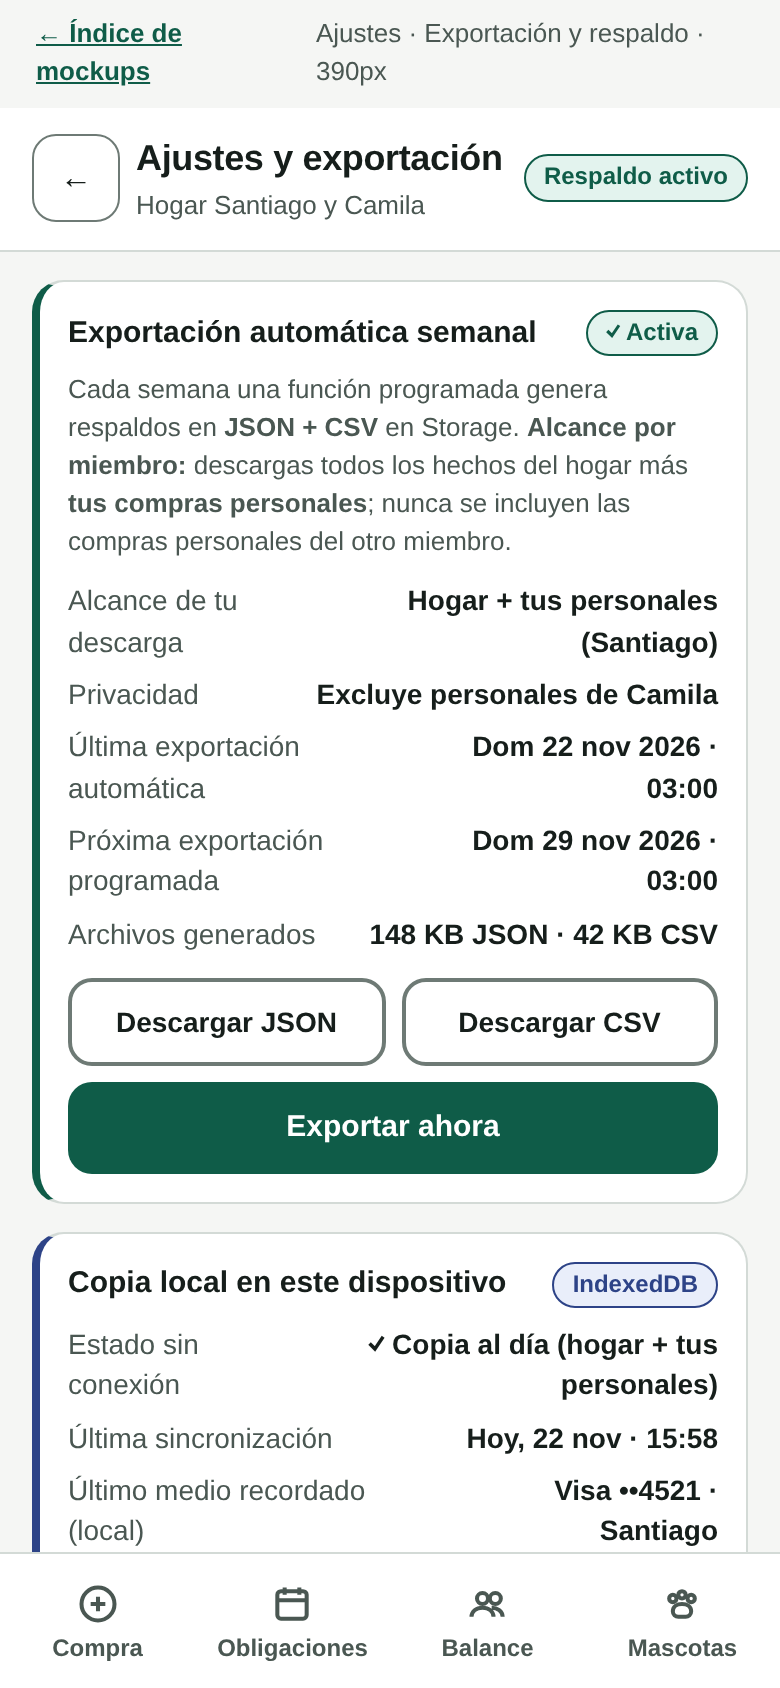 ← Índice de
mockups
Ajustes · Exportación y respaldo ·
390px
←
Ajustes y exportación
Hogar Santiago y Camila
Respaldo activo
Exportación automática semanal
✓ Activa
Cada semana una función programada genera
respaldos en JSON + CSV en Storage. Alcance por
miembro: descargas todos los hechos del hogar más
tus compras personales; nunca se incluyen las
compras personales del otro miembro.
Alcance de tu
descarga
Hogar + tus personales
(Santiago)
Privacidad
Excluye personales de Camila
Última exportación
automática
Dom 22 nov 2026 ·
03:00
Próxima exportación
programada
Dom 29 nov 2026 ·
03:00
Archivos generados
148 KB JSON · 42 KB CSV
Descargar JSON
Descargar CSV
Exportar ahora
Copia local en este dispositivo
IndexedDB
Estado sin
conexión
✓ Copia al día (hogar + tus
personales)
Última sincronización
Hoy, 22 nov · 15:58
Último medio recordado
(local)
Visa ••4521 ·
Santiago
Compra
Obligaciones
Balance
Mascotas